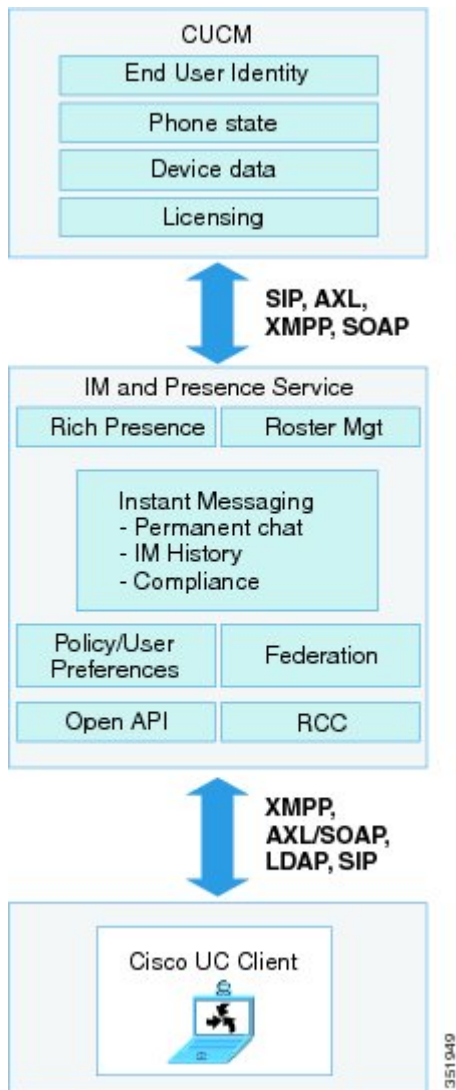 CUCM
End User Identity
Phone state
Device data
Licensing
SIP, AXL,
XMPP, SOAP
IM and Presence Service
Rich Presence
Roster Mgt
Instant Messaging
- Permanent chat
- IM History
- Compliance
Policy/User
Preferences
Federation
Open API
RCC
XMPP,
AXL/SOAP,
LDAP, SIP
Cisco UC Client
351949